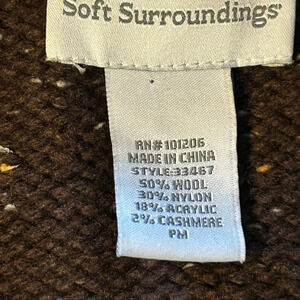 Soft Surroundings®
RN# 101206
MADE IN CHINA
STYLE:33467
50% WOOL
30% NYLON
18% ACRYLIC
2% CASHMERE
PM